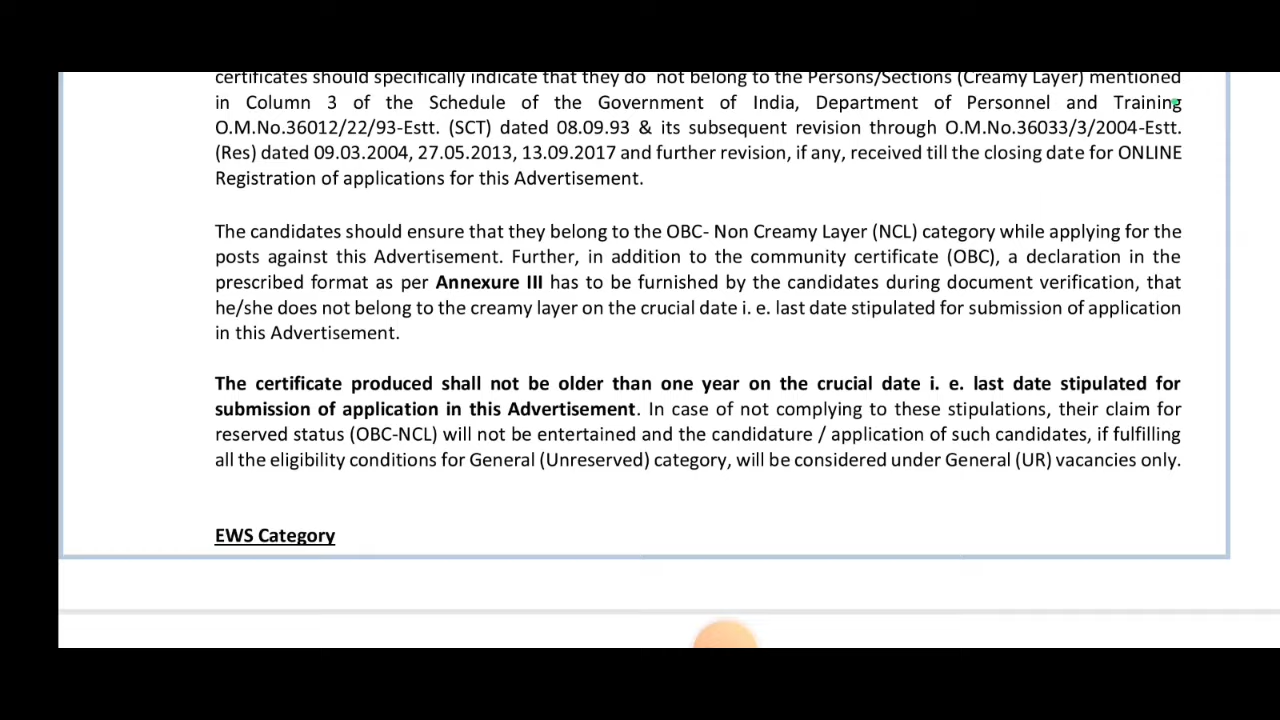 certificates should specifically indicate that they do not belong to the Persons/Sections (Creamy Layer) mentioned
in Column 3 of the Schedule of the Government of India, Department of Personnel and Training
O.M.No.36012/22/93-Estt. (SCT) dated 08.09.93 & its subsequent revision through O.M.No.36033/3/2004-Estt.
(Res) dated 09.03.2004, 27.05.2013, 13.09.2017 and further revision, if any, received till the closing date for ONLINE
Registration of applications for this Advertisement.
The candidates should ensure that they belong to the OBC- Non Creamy Layer (NCL) category while applying for the
posts against this Advertisement. Further, in addition to the community certificate (OBC), a declaration in the
prescribed format as per Annexure III has to be furnished by the candidates during document verification, that
he/she does not belong to the creamy layer on the crucial date i. e. last date stipulated for submission of application
in this Advertisement.
The certificate produced shall not be older than one year on the crucial date i. e. last date stipulated for
submission of application in this Advertisement. In case of not complying to these stipulations, their claim for
reserved status (OBC-NCL) will not be entertained and the candidature / application of such candidates, if fulfilling
all the eligibility conditions for General (Unreserved) category, will be considered under General (UR) vacancies only.
EWS Category